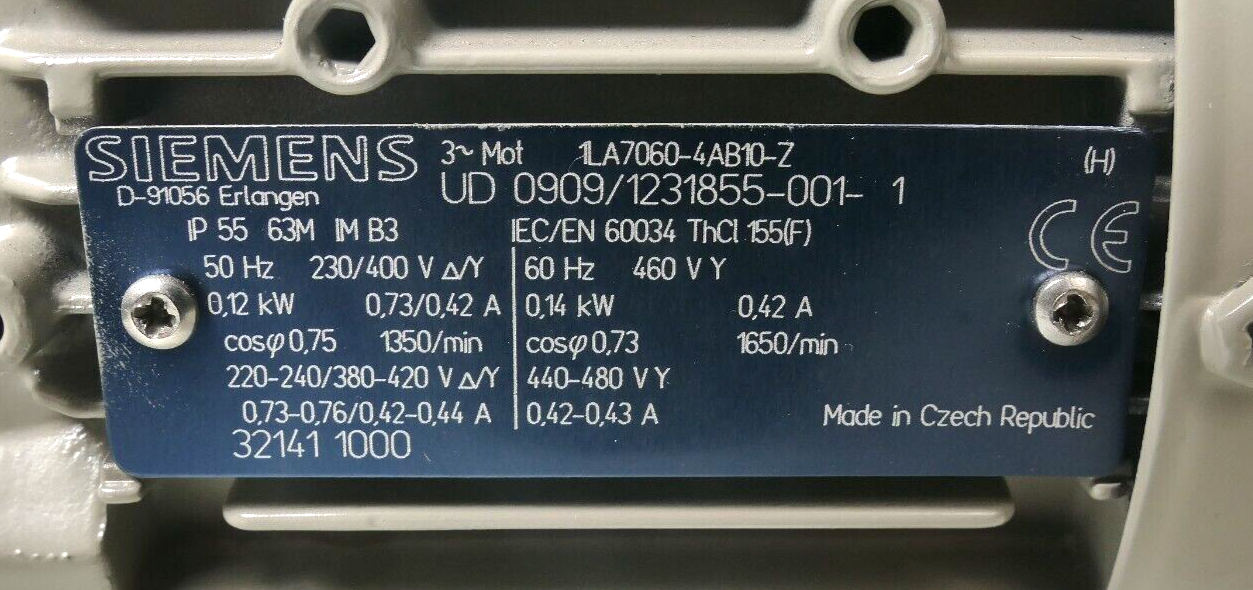 SIEMENS 3~ Mot 1LA7060-4AB10-Z (H)
D-91056 Erlangen UD 0909/1231855-001- 1
IP 55 63M IM B3 IEC/EN 60034 ThCl 155(F)
CE
50 Hz 230/400 V Δ/Y 60 Hz 460 V Y
0,12 kW 0,73/0,42 A 0,14 kW 0,42 A
cosφ 0,75 1350/min cosφ 0,73 1650/min
220-240/380-420 V Δ/Y 440-480 V Y
0,73-0,76/0,42-0,44 A 0,42-0,43 A Made in Czech Republic
32141 1000